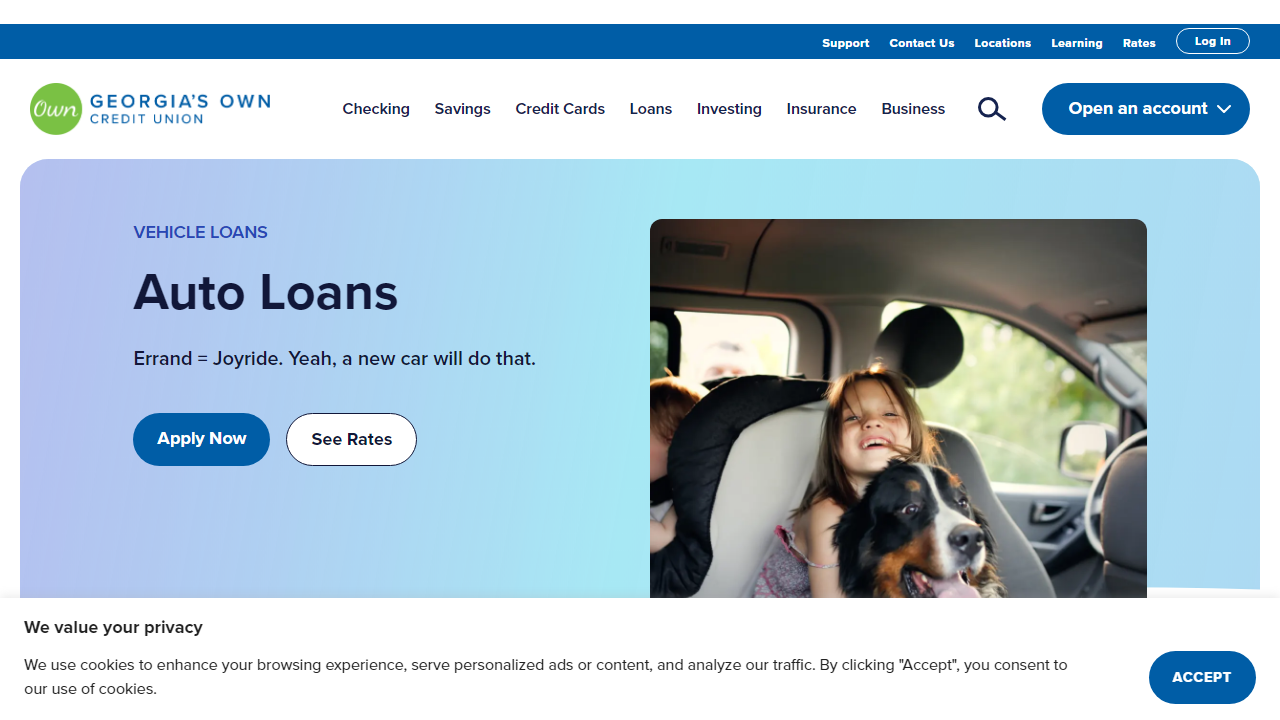 Support Contact Us Locations Learning Rates Log In
Own GEORGIA'S OWN
CREDIT UNION
Checking Savings Credit Cards Loans Investing Insurance Business Open an account
VEHICLE LOANS
Auto Loans
Errand = Joyride. Yeah, a new car will do that.
Apply Now See Rates
We value your privacy
We use cookies to enhance your browsing experience, serve personalized ads or content, and analyze our traffic. By clicking "Accept", you consent to
our use of cookies.
ACCEPT